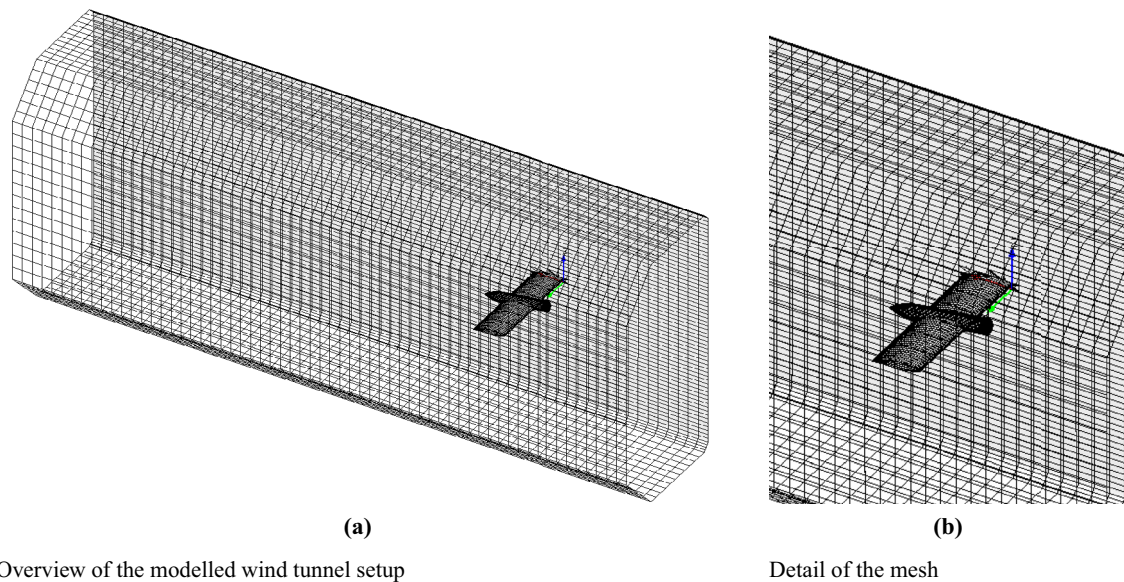 (a)
(b)
Overview of the modelled wind tunnel setup
Detail of the mesh